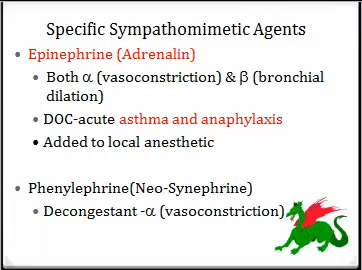 Specific Sympathomimetic Agents
• Epinephrine (Adrenalin)
• Both α (vasoconstriction) & β (bronchial
dilation)
• DOC-acute asthma and anaphylaxis
• Added to local anesthetic
• Phenylephrine(Neo-Synephrine)
• Decongestant -α (vasoconstriction)